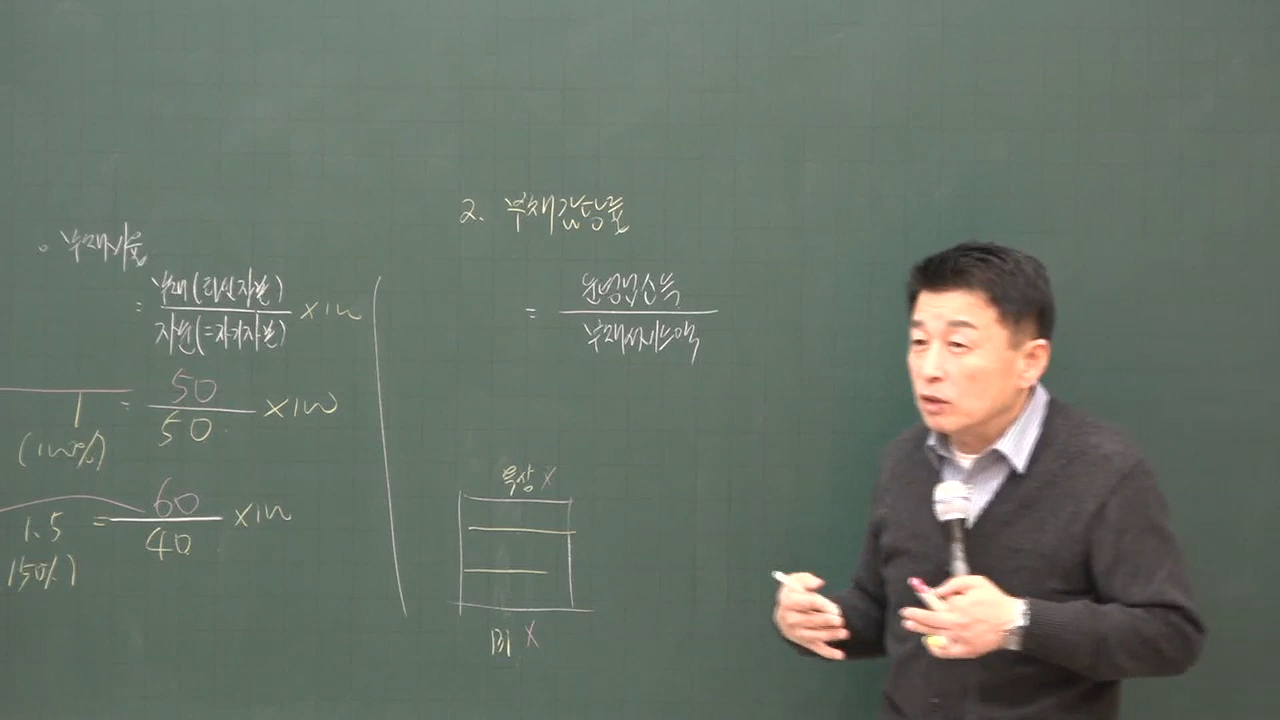 。부채비율
= 부채(타인자본) / 자본(=자기자본) ×100
1 = 50 / 50 ×100
(100%)
1.5 = 60 / 40 ×100
150%)
2. 부채감당률
= 순영업소득 / 부채서비스액
옥상 X
B1 X